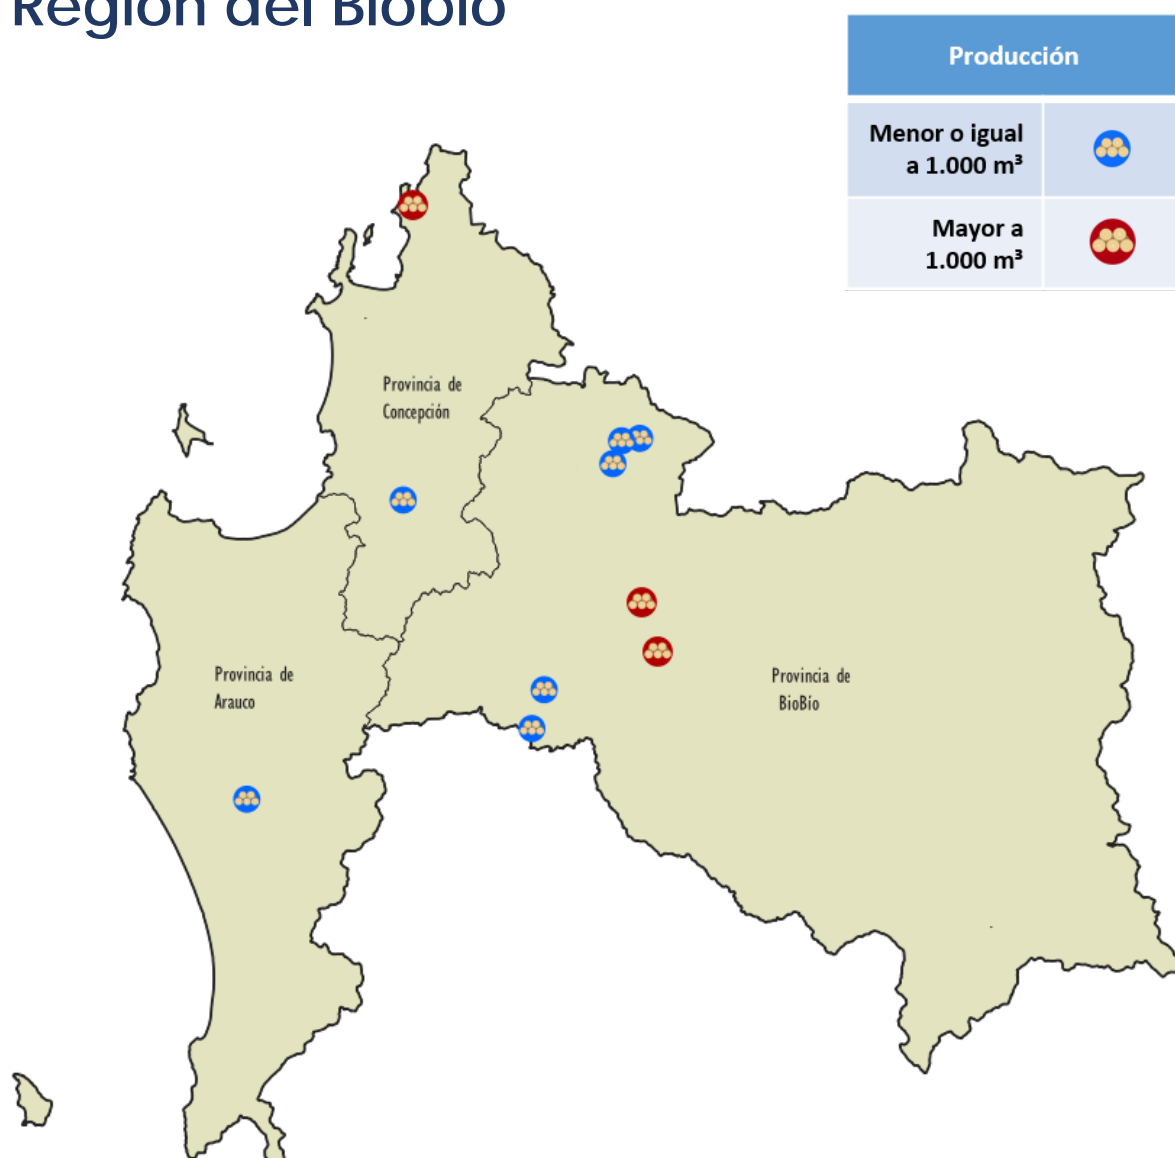 Región del Biobío
Producción
Menor o igual
a 1.000 m³
Mayor a
1.000 m³
Provincia de
Concepción
Provincia de
Arauco
Provincia de
BioBío